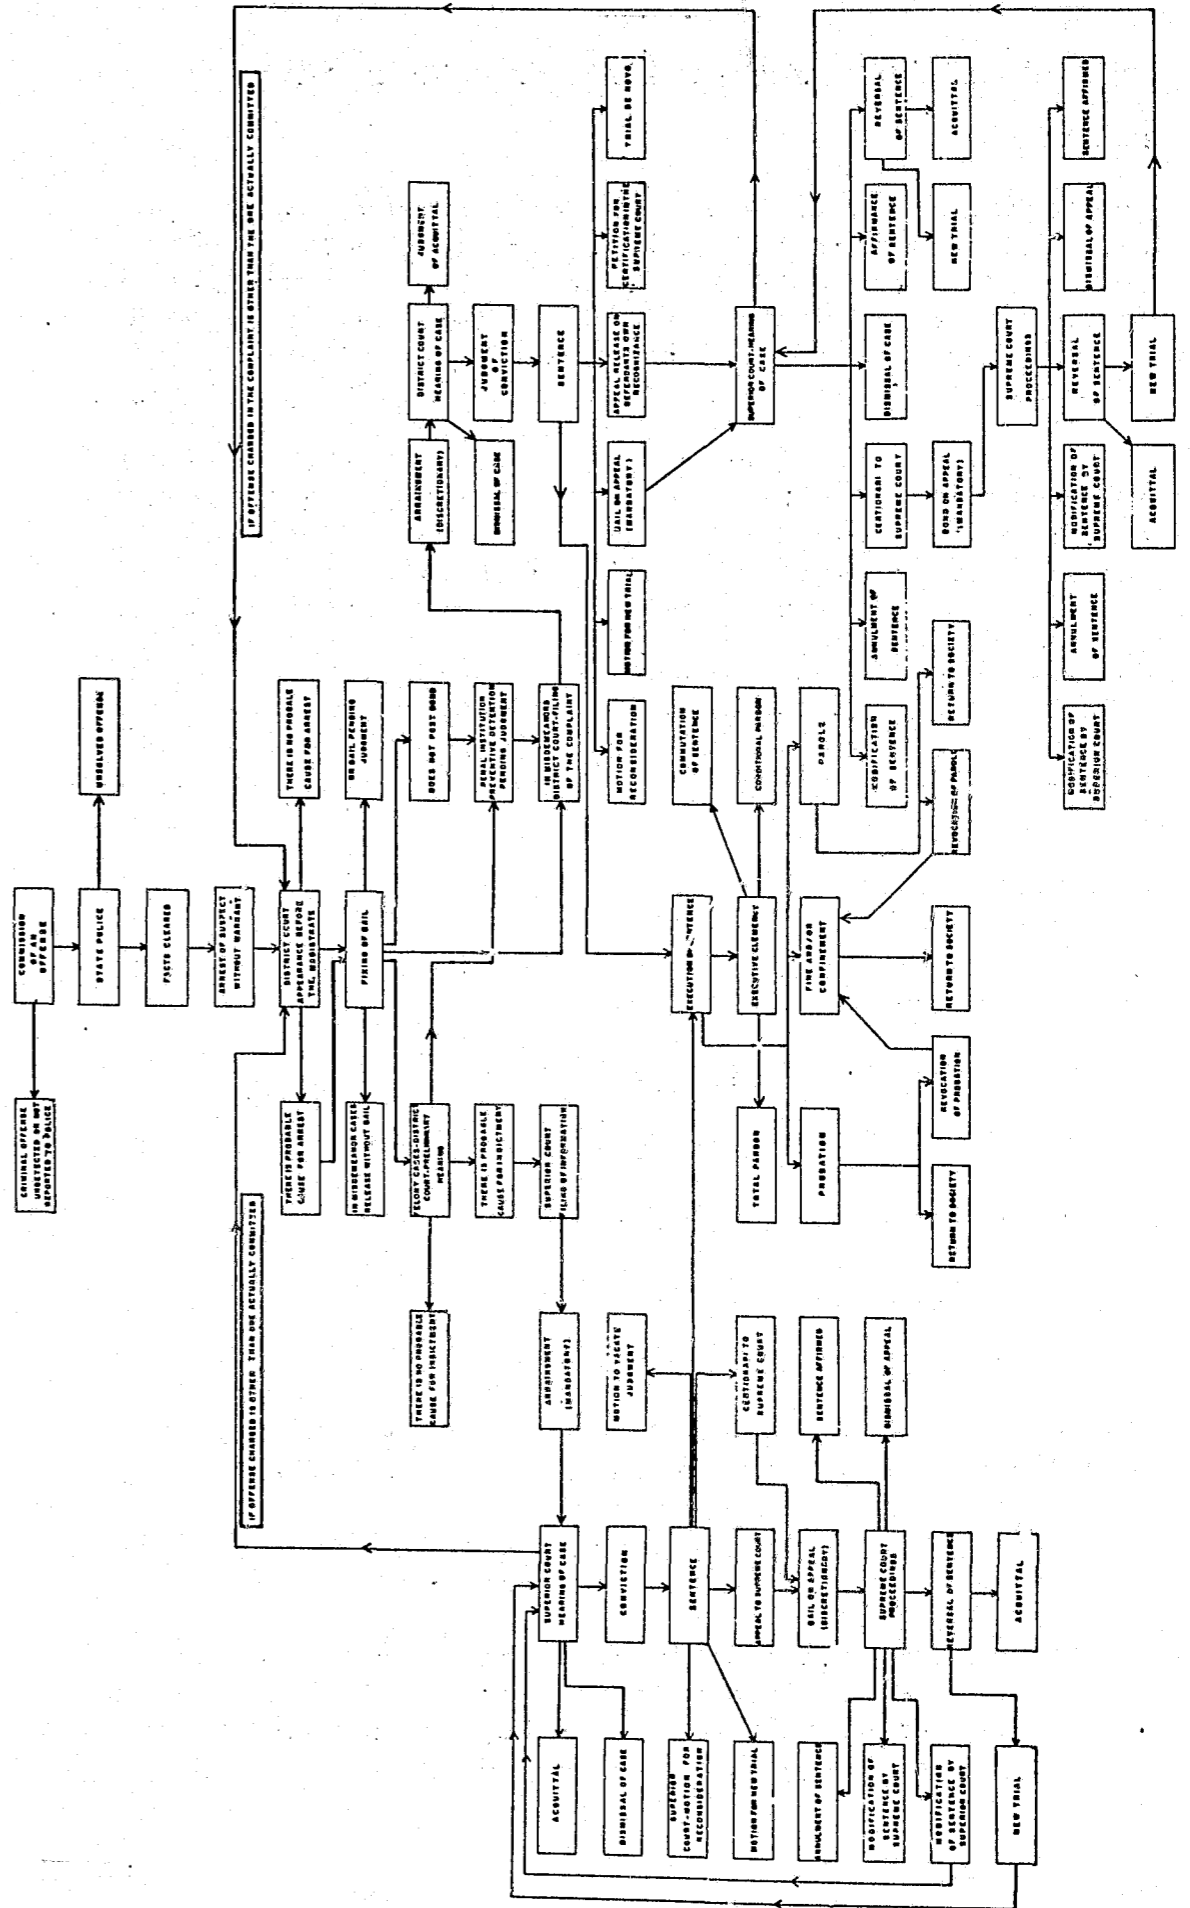 COMMISSION
OF AN
OFFENSE
CRIMINAL OFFENSE
UNDETECTED OR NOT
REPORTED TO POLICE
STATE POLICE
UNSOLVED OFFENSE
FACTS CLEARED
ARREST OF SUSPECT
WITHOUT WARRANT
IF OFFENSE CHARGED IS OTHER THAN ONE ACTUALLY COMMITTED
IF OFFENSE CHARGED IN THE COMPLAINT IS OTHER THAN THE ONE ACTUALLY COMMITTED
DISTRICT COURT
APPEARANCE BEFORE
THE MAGISTRATE
THERE IS PROBABLE
CAUSE FOR ARREST
THERE IS NO PROBABLE
CAUSE FOR ARREST
FIXING OF BAIL
IN MISDEMEANOR CASES
RELEASE WITHOUT BAIL
OR BAIL PENDING
JUDGMENT
FELONY CASES-DISTRICT
COURT-PRELIMINARY
HEARING
THERE IS NO PROBABLE
CAUSE FOR INDICTMENT
DOES NOT POST BOND
ARRAINMENT
(DISCRETIONARY)
DISTRICT COURT
HEARING OF CASE
JUDGMENT
OF ACQUITTAL
THERE IS PROBABLE
CAUSE FOR INDICTMENT
PENAL INSTITUTION
PREVENTIVE DETENTION
PENDING JUDGMENT
DISMISSAL OF CASE
JUDGMENT
OF
CONVICTION
SUPERIOR COURT
FILING OF INFORMATION
IN MISDEMEANORS
DISTRICT COURT-FILING
OF THE COMPLAINT
SENTENCE
ARRAINMENT
(MANDATORY)
SUPERIOR COURT
HEARING OF CASE
ACQUITTAL
CONVICTION
DISMISSAL OF CASE
MOTION TO VACATE
JUDGMENT
MOTION FOR
RECONSIDERATION
MOTION FOR NEW TRIAL
BAIL ON APPEAL
(MANDATORY)
APPEAL RELEASE ON
DEFENDANTS OWN
RECOGNIZANCE
PETITION FOR
CERTIFICATION IN THE
SUPREME COURT
TRIAL DE NOVO
SENTENCE
SUPERIOR
COURT-MOTION FOR
RECONSIDERATION
EXECUTION OF SENTENCE
COMMUTATION
OF SENTENCE
APPEAL TO SUPREME COURT
MOTION FOR NEW TRIAL
CERTIORARI TO
SUPREME COURT
TOTAL PARDON
EXECUTIVE CLEMENCY
CONDITIONAL PARDON
SUPERIOR COURT-HEARING
OF CASE
BAIL ON APPEAL
(DISCRETIONARY)
ANNULMENT OF SENTENCE
SENTENCE AFFIRMED
PROBATION
FINE AND/OR
CONFINEMENT
PAROLE
SUPREME COURT
PROCEEDINGS
MODIFICATION OF
SENTENCE BY
SUPREME COURT
DISMISSAL OF APPEAL
MODIFICATION
OF SENTENCE
ANNULMENT OF
SENTENCE
CERTIORARI TO
SUPREME COURT
DISMISSAL OF CASE
AFFIRMANCE
OF SENTENCE
REVERSAL
OF SENTENCE
REVERSAL OF SENTENCE
MODIFICATION
OF SENTENCE BY
SUPERIOR COURT
RETURN TO SOCIETY
REVOCATION
OF PROBATION
RETURN TO SOCIETY
REVOCATION OF PAROLE
RETURN TO SOCIETY
BOND ON APPEAL
(MANDATORY)
NEW TRIAL
ACQUITTAL
ACQUITTAL
NEW TRIAL
SUPREME COURT
PROCEEDINGS
MODIFICATION OF
SENTENCE BY
SUPERIOR COURT
ANNULMENT
OF SENTENCE
MODIFICATION OF
SENTENCE BY
SUPREME COURT
REVERSAL
OF SENTENCE
DISMISSAL OF APPEAL
SENTENCE AFFIRMED
ACQUITTAL
NEW TRIAL